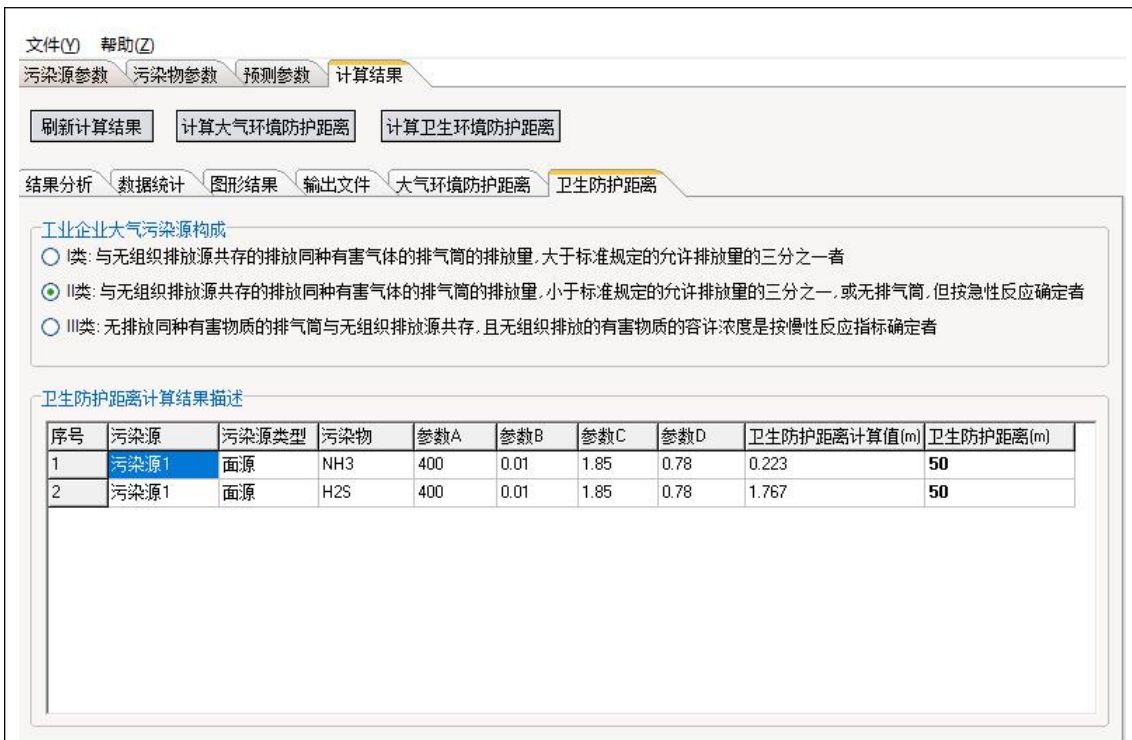 文件(Y) 帮助(Z)
污染源参数 污染物参数 预测参数 计算结果
刷新计算结果 计算大气环境防护距离 计算卫生环境防护距离
结果分析 数据统计 图形结果 输出文件 大气环境防护距离 卫生防护距离
工业企业大气污染源构成
I类: 与无组织排放源共存的排放同种有害气体的排气筒的排放量,大于标准规定的允许排放量的三分之一者
II类: 与无组织排放源共存的排放同种有害气体的排气筒的排放量,小于标准规定的允许排放量的三分之一,或无排气筒,但按急性反应确定者
III类: 无排放同种有害物质的排气筒与无组织排放源共存,且无组织排放的有害物质的容许浓度是按慢性反应指标确定者
卫生防护距离计算结果描述
序号 污染源 污染源类型 污染物 参数A 参数B 参数C 参数D 卫生防护距离计算值(m) 卫生防护距离(m)
1 污染源1 面源 NH3 400 0.01 1.85 0.78 0.223 50
2 污染源1 面源 H2S 400 0.01 1.85 0.78 1.767 50